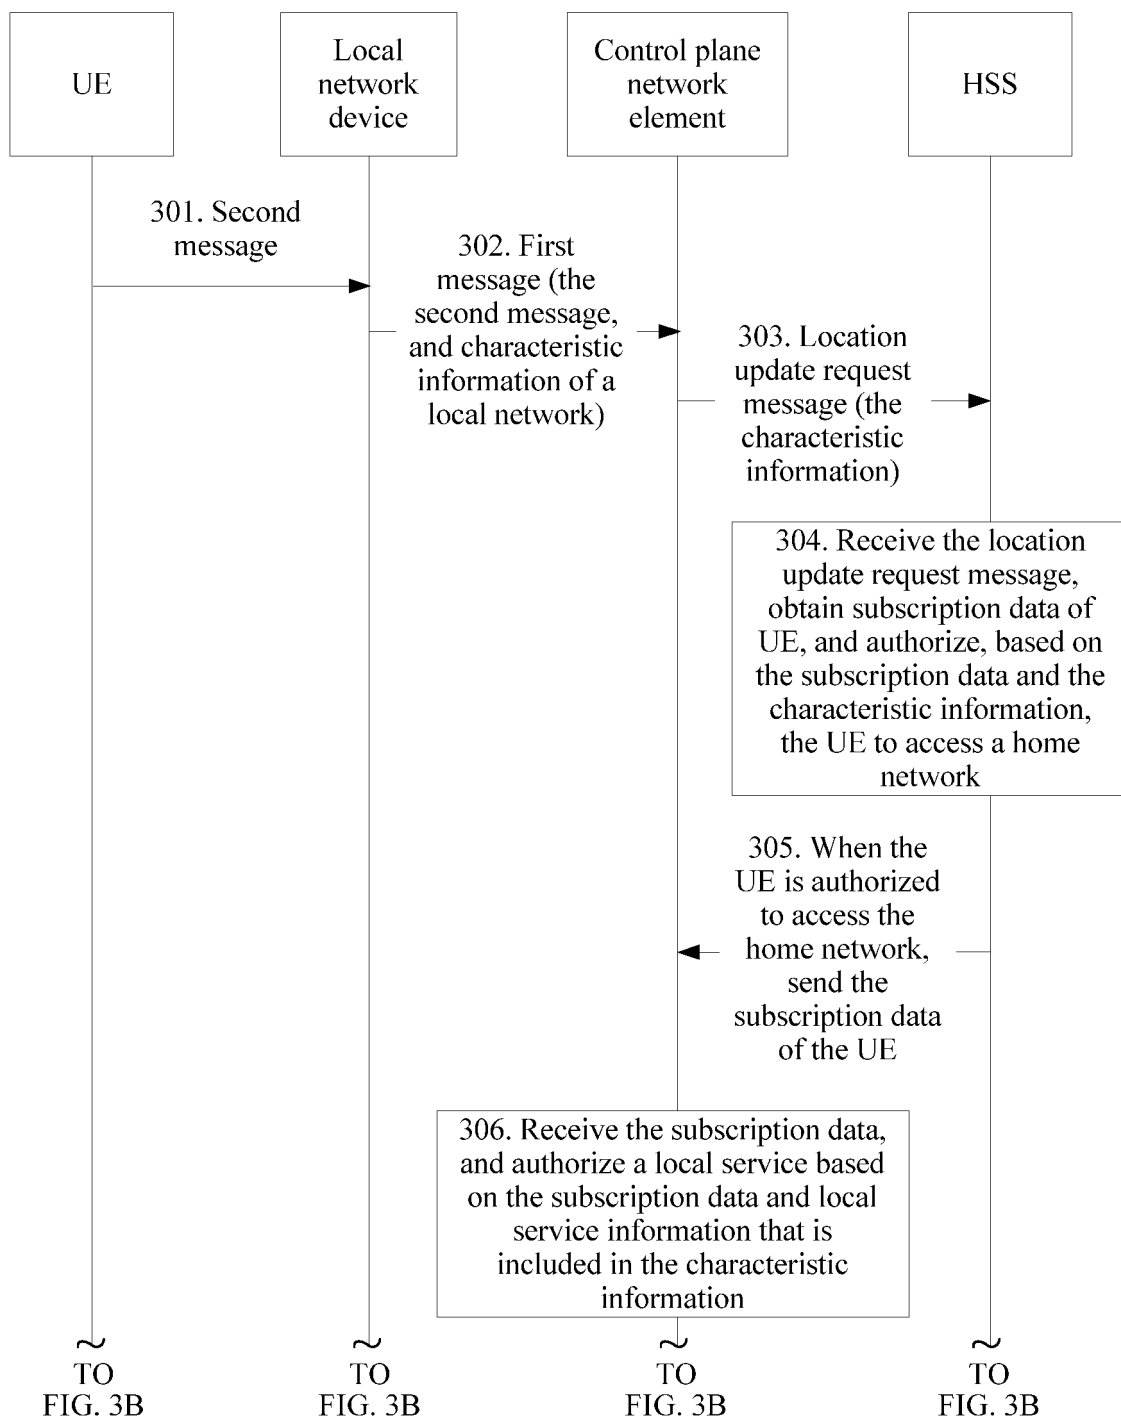 UE
Local
network
device
Control plane
network
element
HSS
301. Second
message
302. First
message (the
second message,
and characteristic
information of a
local network)
303. Location
update request
message (the
characteristic
information)
304. Receive the location
update request message,
obtain subscription data of
UE, and authorize, based on
the subscription data and the
characteristic information,
the UE to access a home
network
305. When the
UE is authorized
to access the
home network,
send the
subscription data
of the UE
306. Receive the subscription data,
and authorize a local service based
on the subscription data and local
service information that is
included in the characteristic
information
TO
FIG. 3B
TO
FIG. 3B
TO
FIG. 3B
TO
FIG. 3B